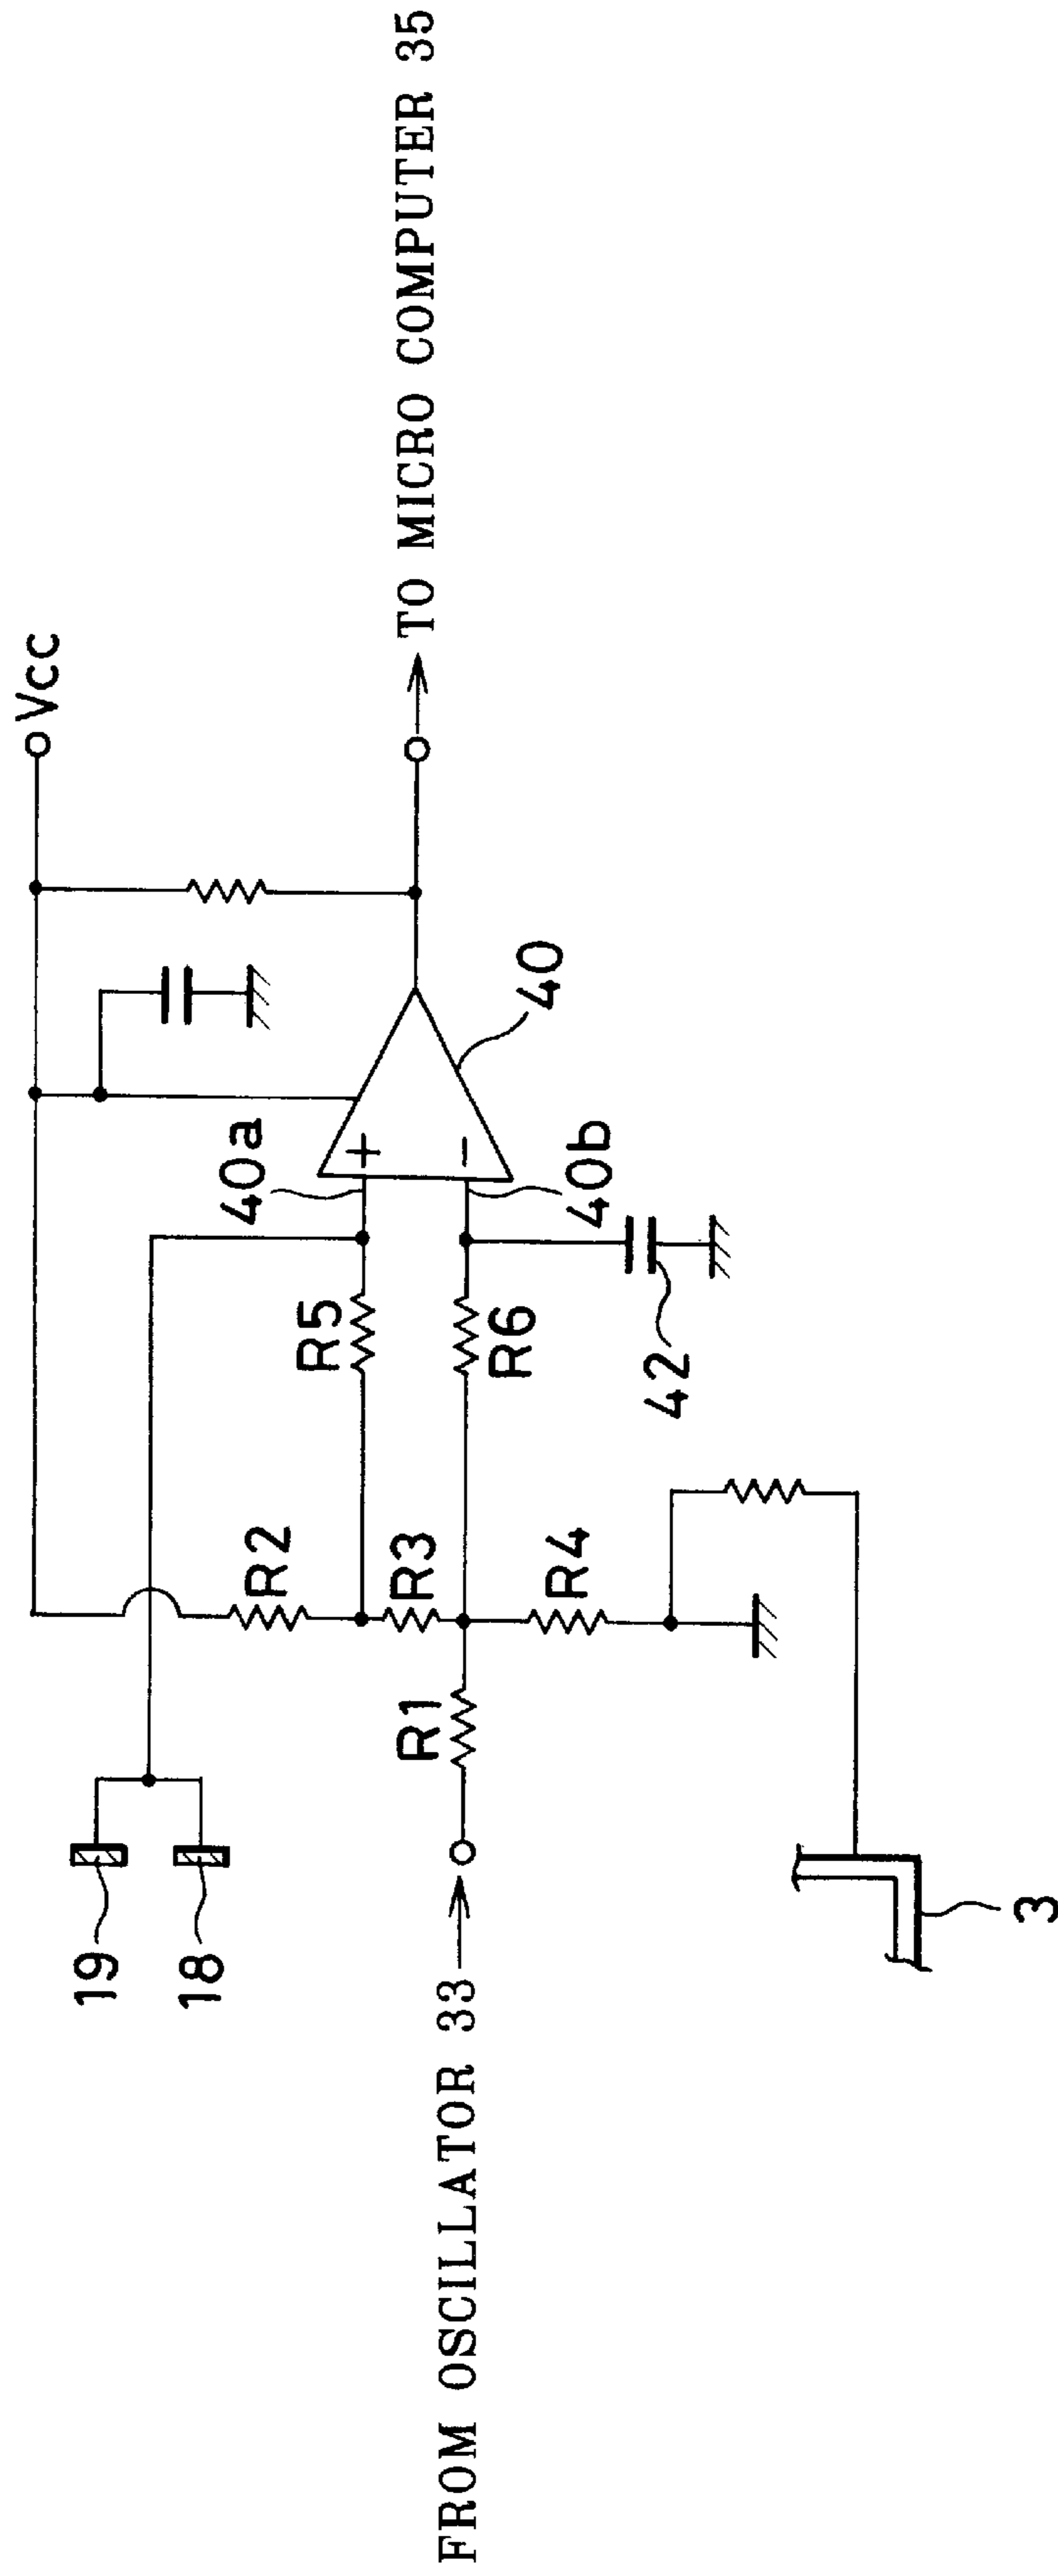 Vcc
19
18
R2
R5
40a
R3
R1
FROM OSCILLATOR 33
TO MICRO COMPUTER 35
R6
40b
40
R4
42
3